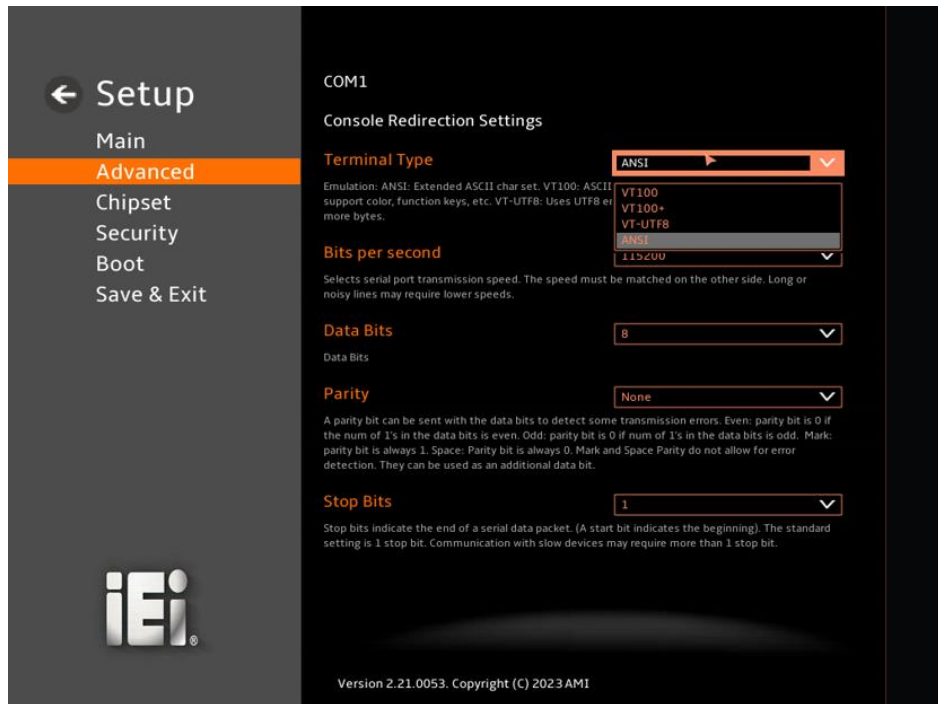 Setup
Main
Advanced
Chipset
Security
Boot
Save & Exit
iEi®
COM1
Console Redirection Settings
Terminal Type
ANSI
Emulation: ANSI: Extended ASCII char set. VT100: ASCII
support color, function keys, etc. VT-UTF8: Uses UTF8
more bytes.
VT100
VT100+
VT-UTF8
ANSI
Bits per second
115200
Selects serial port transmission speed. The speed must be matched on the other side. Long or
noisy lines may require lower speeds.
Data Bits
8
Data Bits
Parity
None
A parity bit can be sent with the data bits to detect some transmission errors. Even: parity bit is 0 if
the num of 1's in the data bits is even. Odd: parity bit is 0 if num of 1's in the data bits is odd. Mark:
parity bit is always 1. Space: Parity bit is always 0. Mark and Space Parity do not allow for error
detection. They can be used as an additional data bit.
Stop Bits
1
Stop bits indicate the end of a serial data packet. (A start bit indicates the beginning). The standard
setting is 1 stop bit. Communication with slow devices may require more than 1 stop bit.
Version 2.21.0053. Copyright (C) 2023 AMI